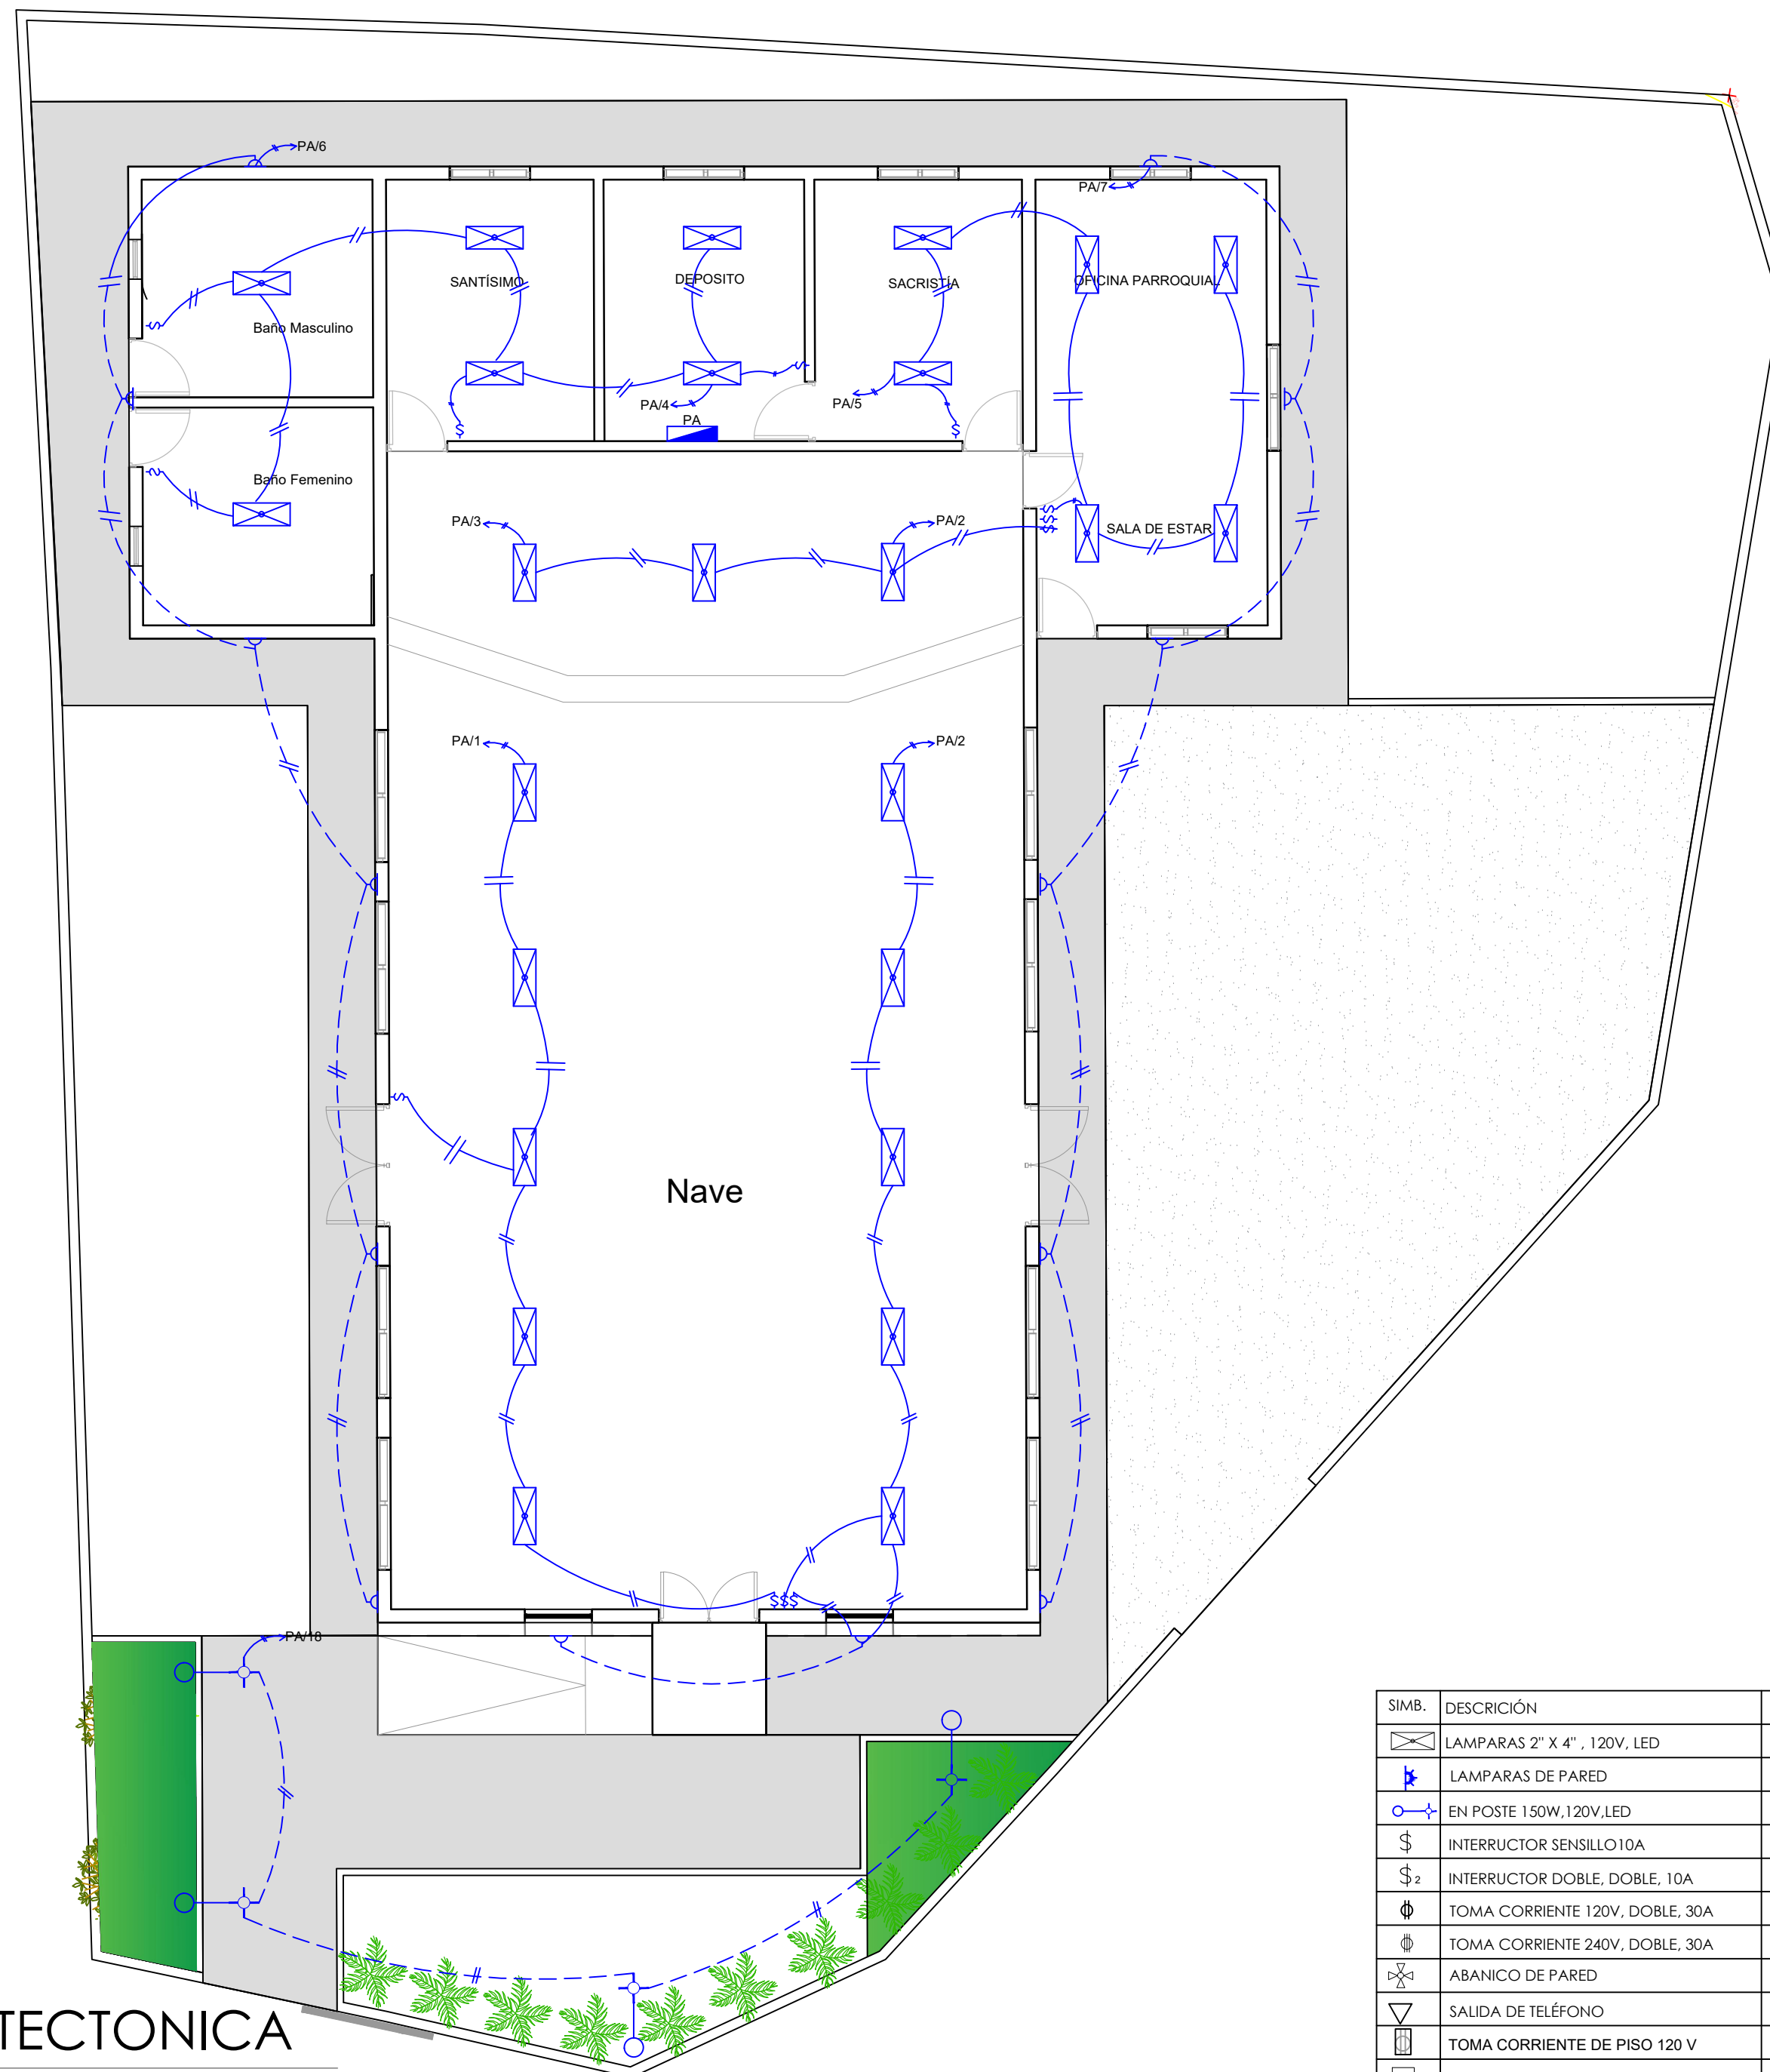 PA/6
PA/7
SANTÍSIMO
DEPOSITO
SACRISTÍA
OFICINA PARROQUIAL
Baño Masculino
PA/4
PA/5
PA
Baño Femenino
PA/3
PA/2
SALA DE ESTAR
$
$
$$$
PA/1
PA/2
Nave
$$$
PA/18
SIMB. DESCRICIÓN
LAMPARAS 2" X 4" , 120V, LED
LAMPARAS DE PARED
EN POSTE 150W,120V,LED
$ INTERRUCTOR SENSILLO10A
$ 2 INTERRUCTOR DOBLE, DOBLE, 10A
TOMA CORRIENTE 120V, DOBLE, 30A
TOMA CORRIENTE 240V, DOBLE, 30A
ABANICO DE PARED
SALIDA DE TELÉFONO
TOMA CORRIENTE DE PISO 120 V
TECTONICA